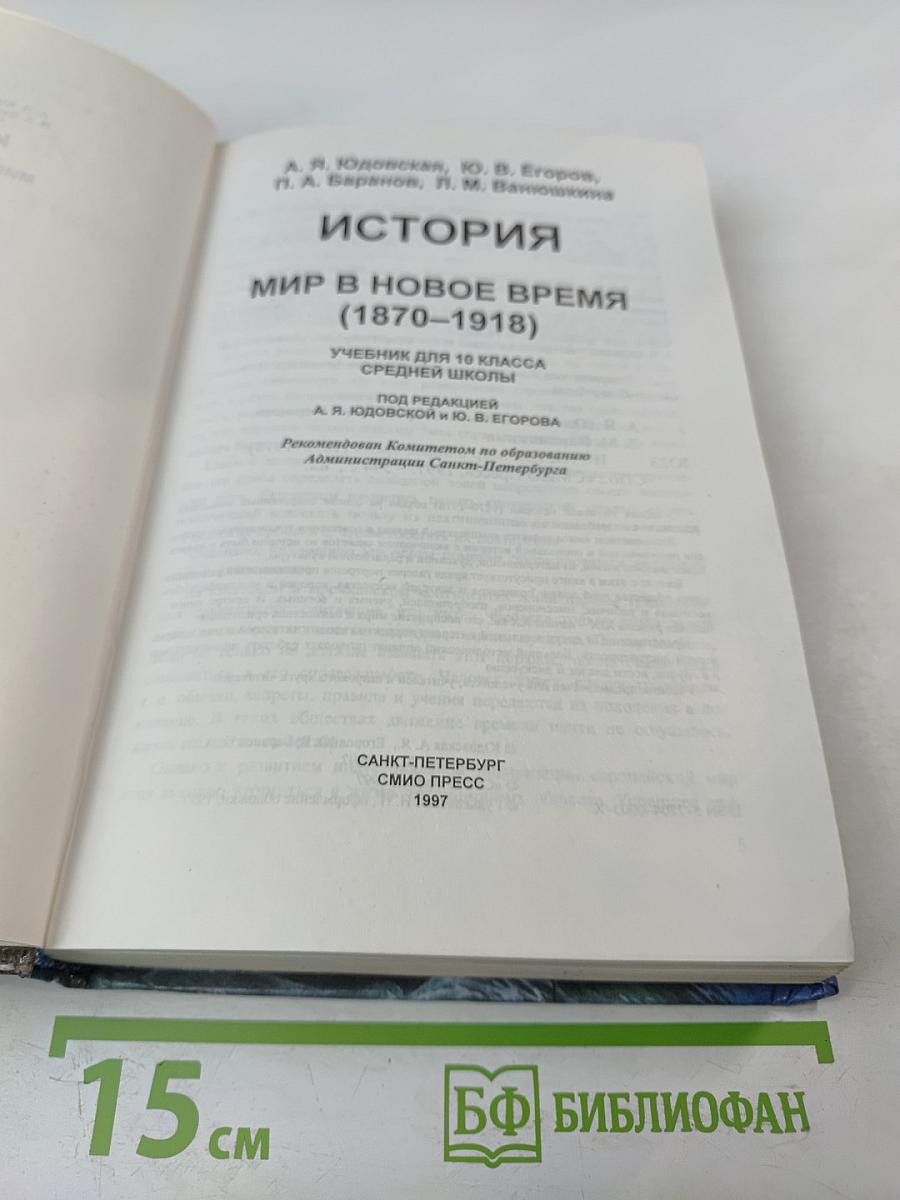 А. Я. Юдовская, Ю. В. Егоров,
П. А. Баранов, Л. М. Ванюшкина
ИСТОРИЯ
МИР В НОВОЕ ВРЕМЯ
(1870–1918)
УЧЕБНИК ДЛЯ 10 КЛАССА
СРЕДНЕЙ ШКОЛЫ
ПОД РЕДАКЦИЕЙ
А. Я. ЮДОВСКОЙ и Ю. В. ЕГОРОВА
Рекомендован Комитетом по образованию
Администрации Санкт-Петербурга
САНКТ-ПЕТЕРБУРГ
СМИО ПРЕСС
1997
15 см
БФ БИБЛИОФАН